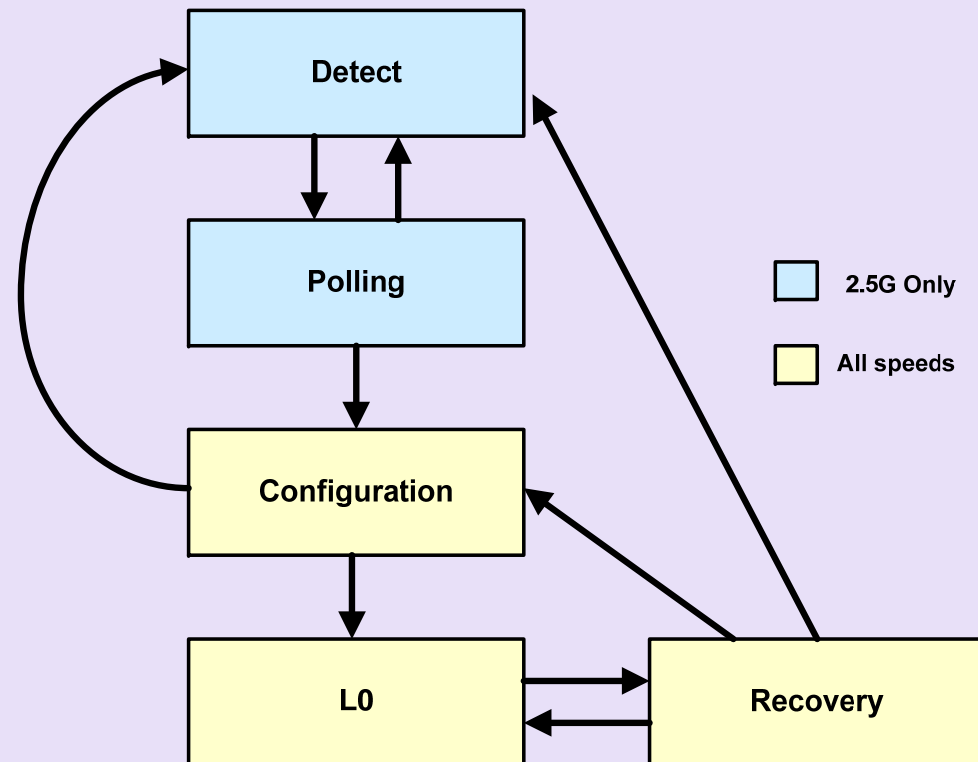 Detect
Polling
2.5G Only
All speeds
Configuration
L0
Recovery